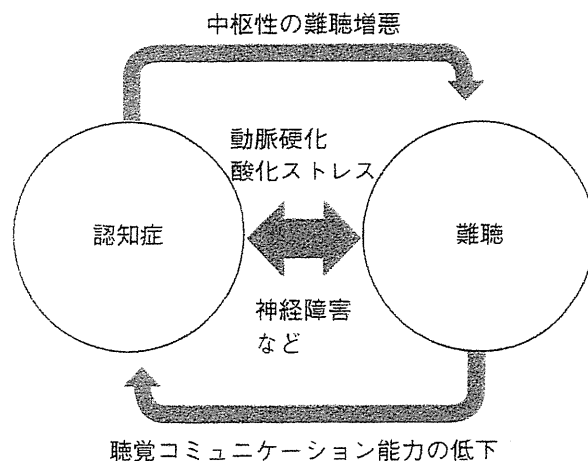 中枢性の難聴増悪
動脈硬化
酸化ストレス
認知症
難聴
神経障害
など
聴覚コミュニケーション能力の低下